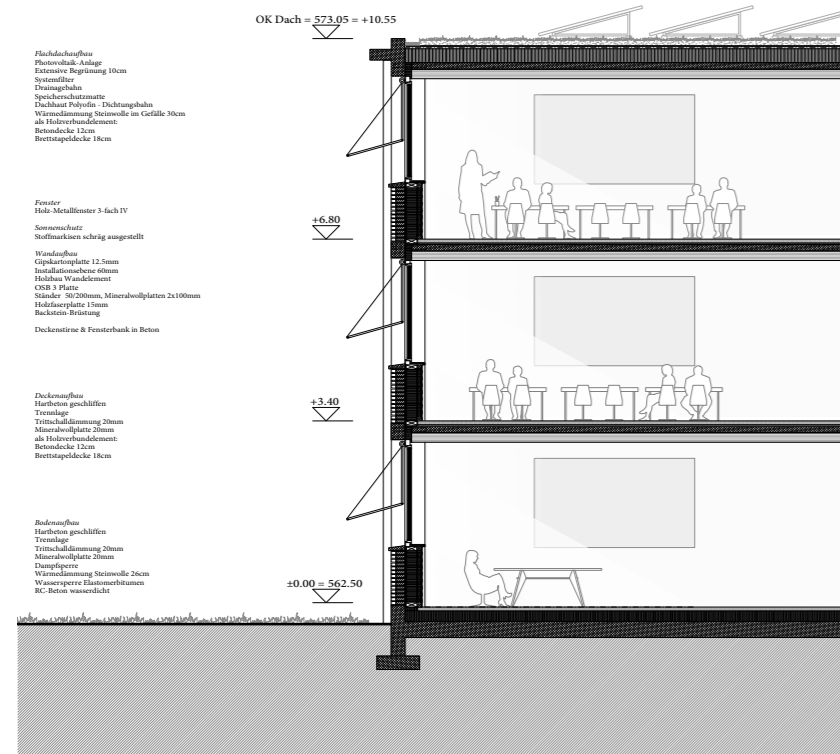 OK Dach = 573.05 = +10.55
Flachdachaufbau
Photovoltaik-Anlage
Extensive Begrünung 10cm
Systemfilter
Drainagebahn
Speicherschutzmatte
Dachhaut Polyofin - Dichtungsbahn
Wärmedämmung Steinwolle im Gefälle 30cm
als Holzverbundelement:
Betondecke 12cm
Brettstapeldecke 18cm
Fenster
Holz-Metallfenster 3-fach IV
+6.80
Sonnenschutz
Stoffmarkisen schräg ausgestellt
Wandaufbau
Gipskartonplatte 12.5mm
Installationsebene 60mm
Holzbau Wandelement
OSB 3 Platte
Ständer 50/200mm, Mineralwollplatten 2x100mm
Holzfaserplatte 15mm
Backstein-Brüstung
Deckenstirne & Fensterbank in Beton
+3.40
Deckenaufbau
Hartbeton geschliffen
Trennlage
Trittschalldämmung 20mm
Mineralwollplatte 20mm
als Holzverbundelement:
Betondecke 12cm
Brettstapeldecke 18cm
Bodenaufbau
Hartbeton geschliffen
Trennlage
Trittschalldämmung 20mm
Mineralwollplatte 20mm
Dampfsperre
Wärmedämmung Steinwolle 26cm
Wassersperre Elastomerbitumen
RC-Beton wasserdicht
±0.00 = 562.50